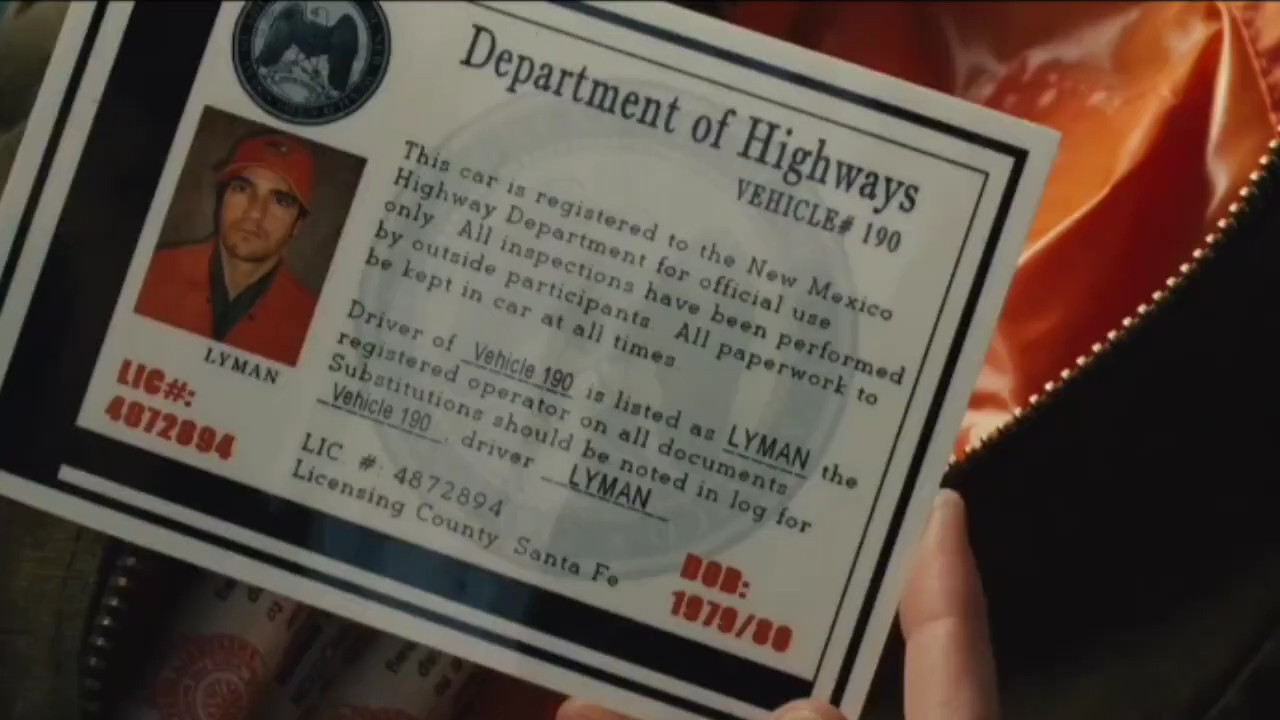 Department of Highways
VEHICLE# 190
This car is registered to the New Mexico
Highway Department for official use
only. All inspections have been performed
by outside participants. All paperwork to
be kept in car at all times.
LYMAN
LIC#:
4872894
Driver of Vehicle 190 is listed as LYMAN the
registered operator on all documents.
Substitutions should be noted in log for
Vehicle 190, driver LYMAN
LIC. #: 4872894
Licensing County Santa Fe
DOB:
1979/80